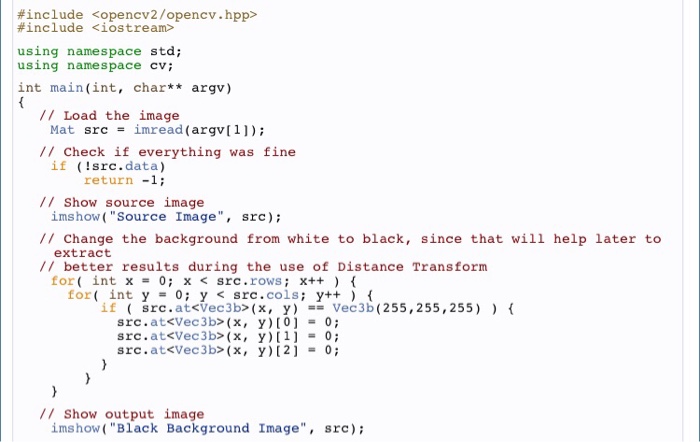 #include <opencv2/opencv.hpp>
#include <iostream>
using namespace std;
using namespace cv;
int main(int, char** argv)
{
// Load the image
Mat src = imread(argv[1]);
// Check if everything was fine
if (!src.data)
return -1;
// Show source image
imshow("Source Image", src);
// Change the background from white to black, since that will help later to
extract
// better results during the use of Distance Transform
for( int x = 0; x < src.rows; x++ ) {
for( int y = 0; y < src.cols; y++ ) {
if ( src.at<Vec3b>(x, y) == Vec3b(255,255,255) ) {
src.at<Vec3b>(x, y)[0] = 0;
src.at<Vec3b>(x, y)[1] = 0;
src.at<Vec3b>(x, y)[2] = 0;
}
}
}
// Show output image
imshow("Black Background Image", src);